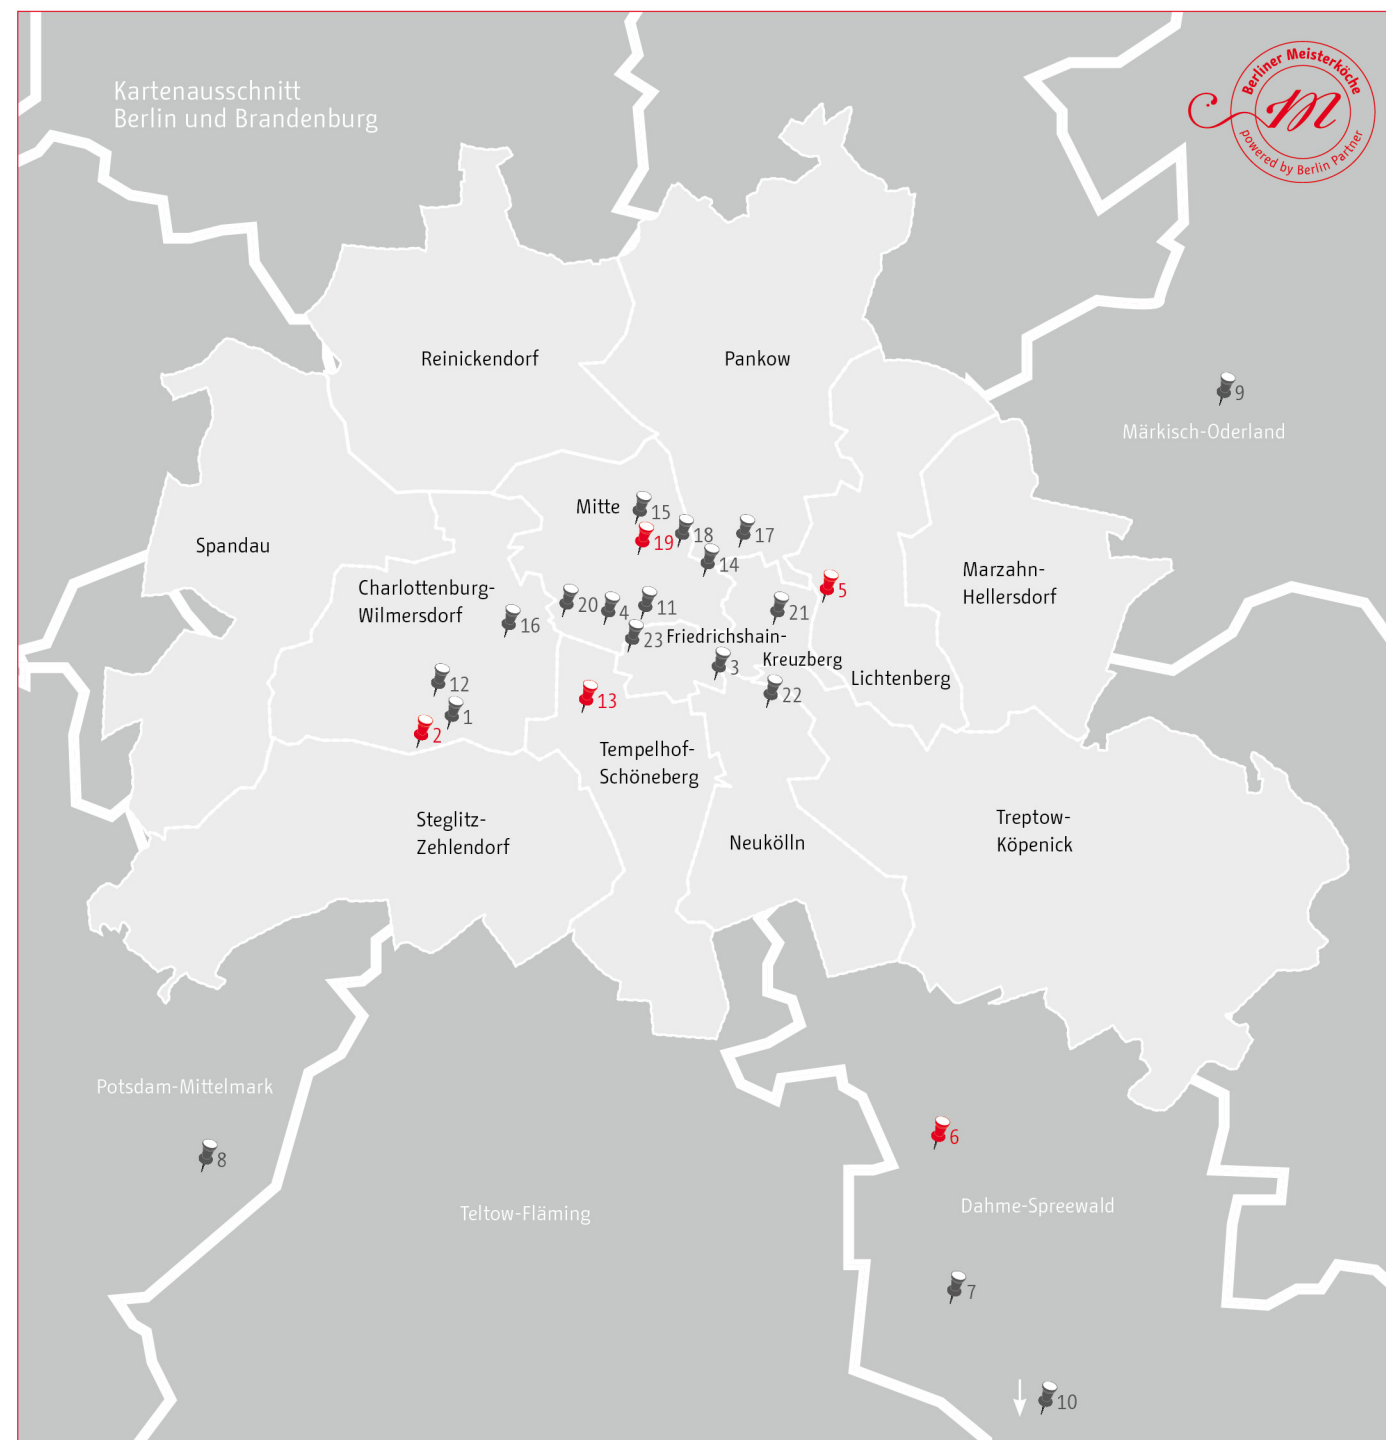 Kartenausschnitt
Berlin und Brandenburg
Berliner Meisterköche
M
powered by Berlin Partner
Reinickendorf
Pankow
9
Märkisch-Oderland
Mitte
15
19
18
17
14
Spandau
Marzahn-
Hellersdorf
Charlottenburg-
Wilmersdorf
5
20
4
11
21
16
23
Friedrichshain-
Kreuzberg
3
Lichtenberg
12
22
13
1
2
Tempelhof-
Schöneberg
Steglitz-
Zehlendorf
Neukölln
Treptow-
Köpenick
Potsdam-Mittelmark
6
8
Teltow-Fläming
Dahme-Spreewald
7
10